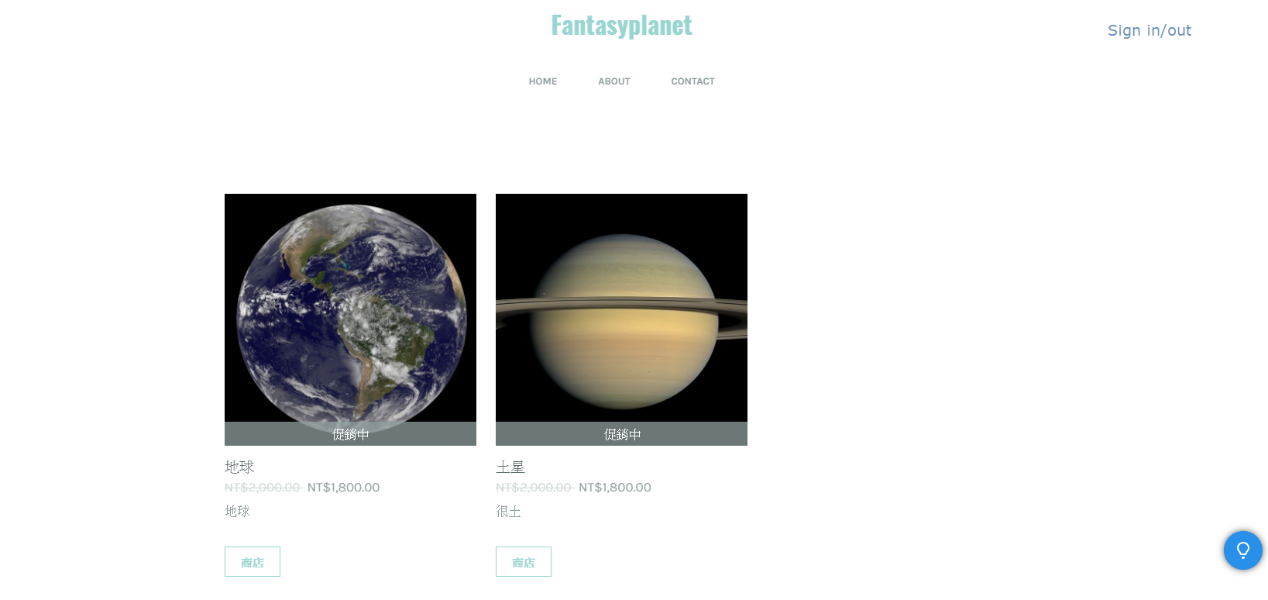 Fantasyplanet
Sign in/out
HOME ABOUT CONTACT
促銷中
地球
NT$2,000.00 NT$1,800.00
地球
商店
促銷中
土星
NT$2,000.00 NT$1,800.00
很土
商店